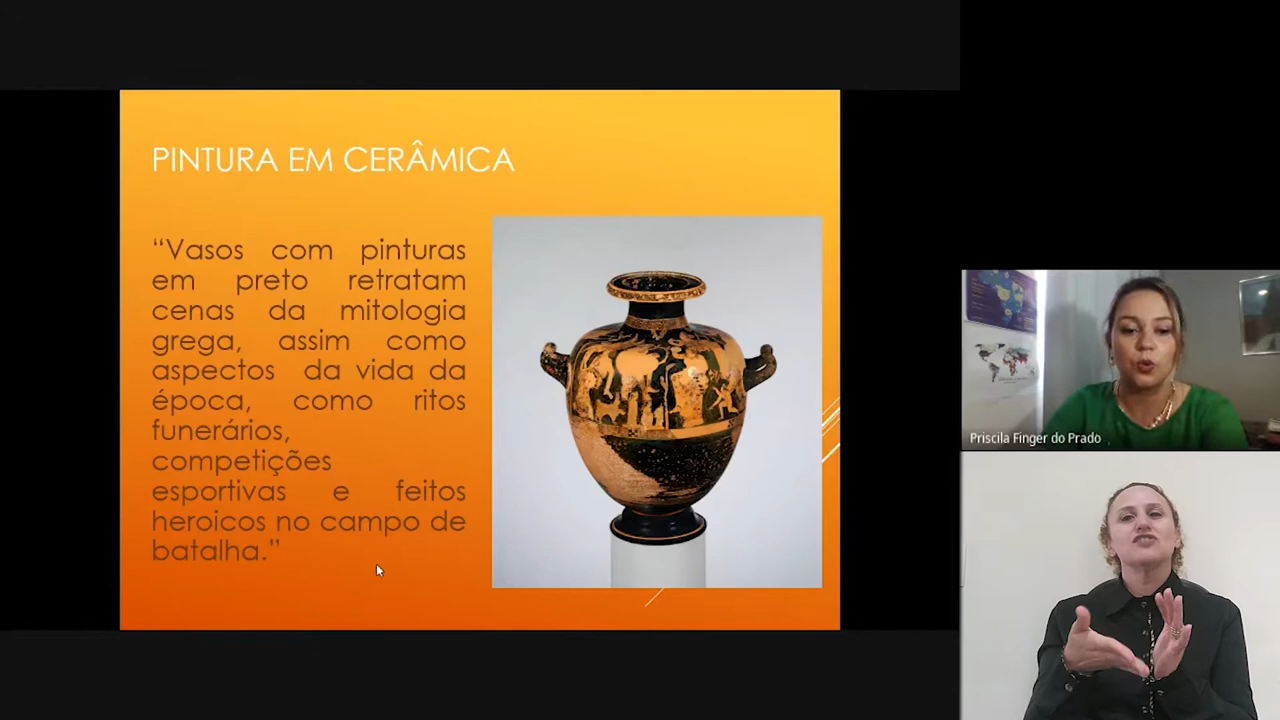 PINTURA EM CERÂMICA
“Vasos com pinturas
em preto retratam
cenas da mitologia
grega, assim como
aspectos da vida da
época, como ritos
funerários,
competições
esportivas e feitos
heroicos no campo de
batalha.”
Priscila Finger do Prado